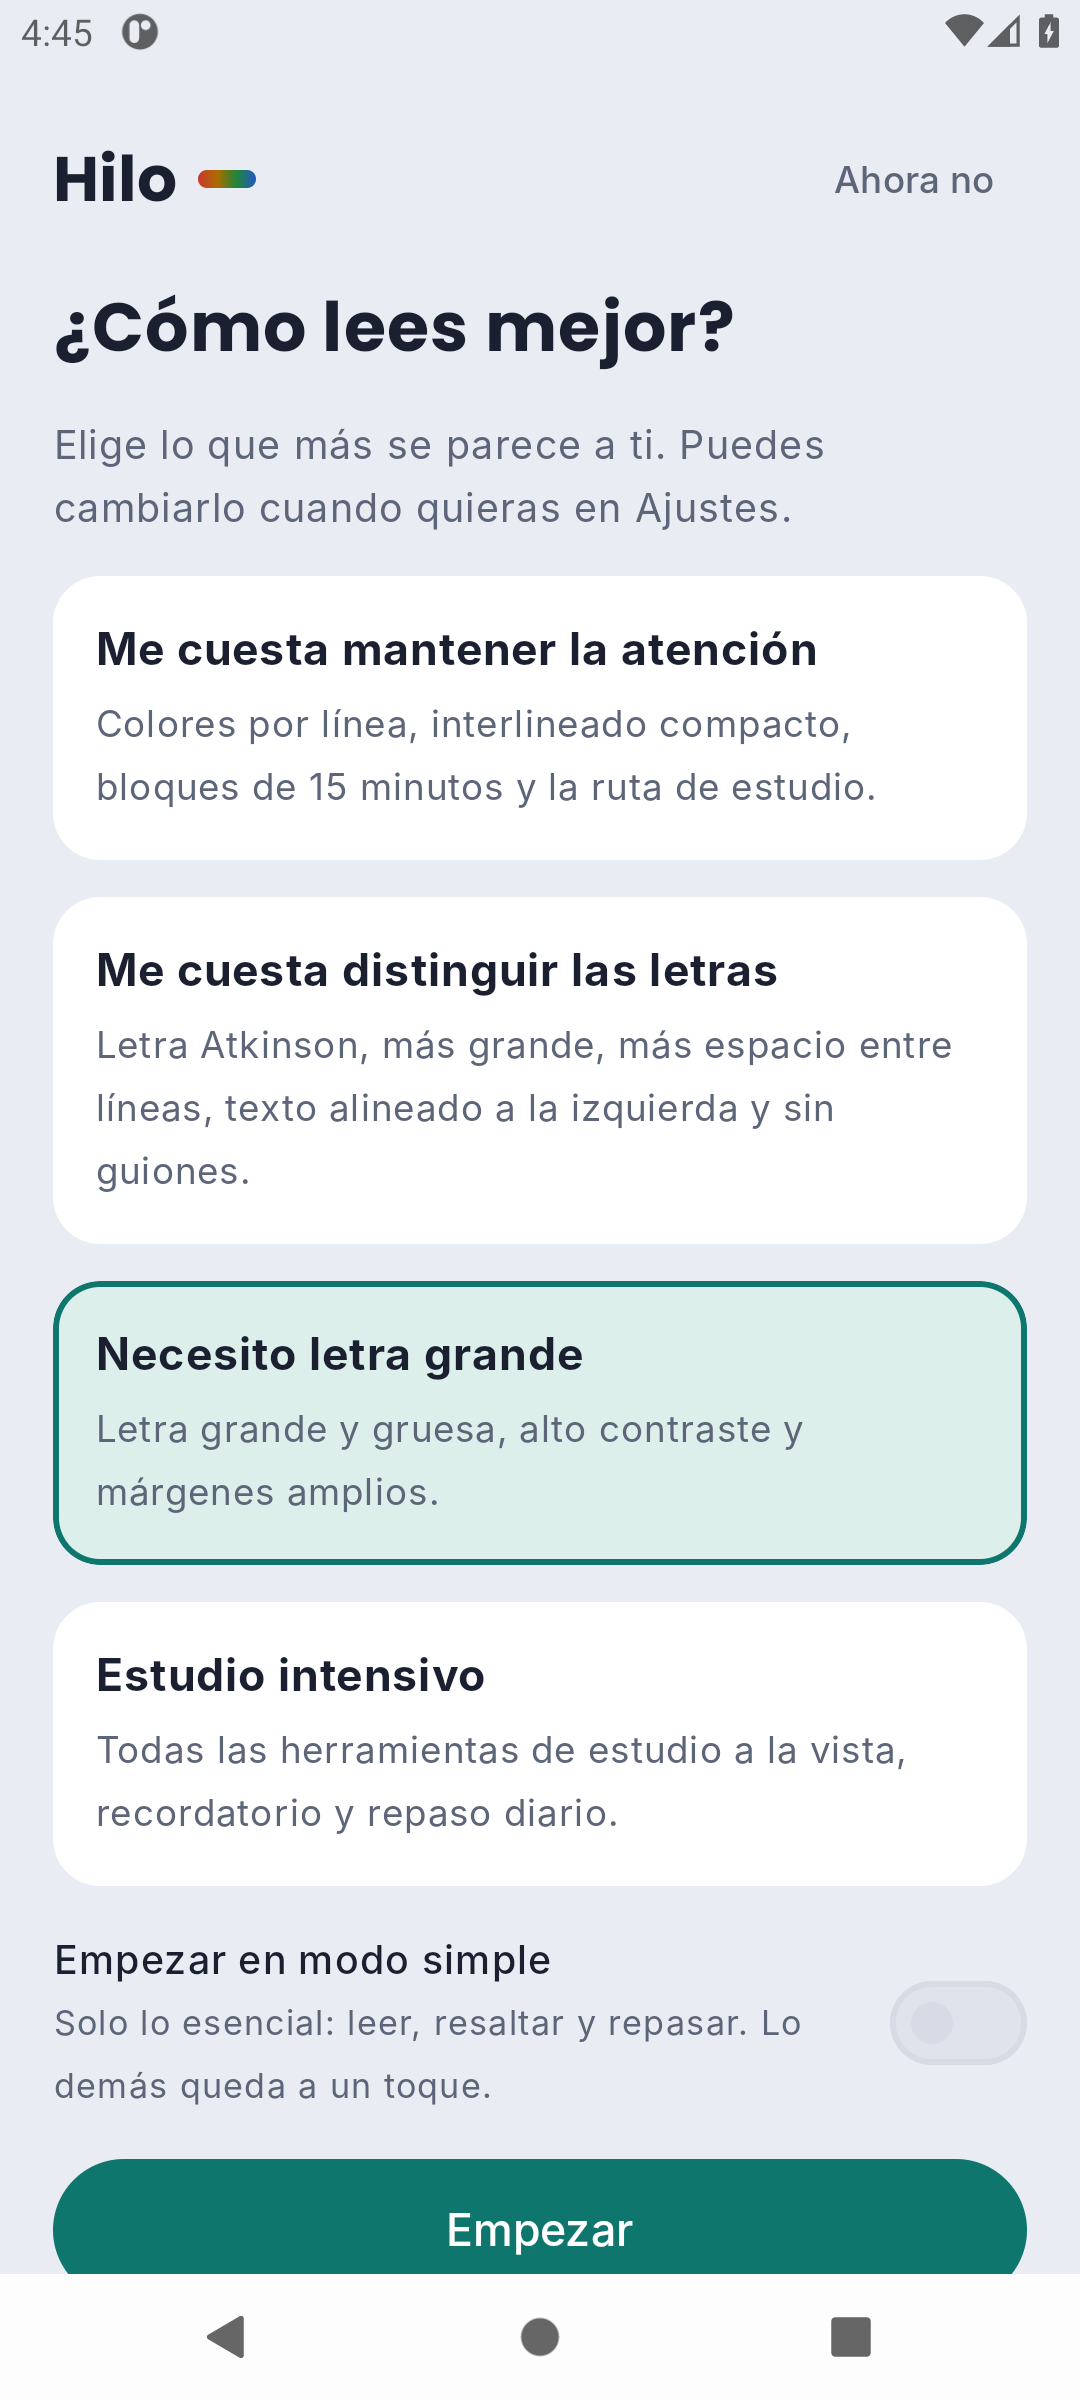 4:45
Hilo
Ahora no
¿Cómo lees mejor?
Elige lo que más se parece a ti. Puedes
cambiarlo cuando quieras en Ajustes.
Me cuesta mantener la atención
Colores por línea, interlineado compacto,
bloques de 15 minutos y la ruta de estudio.
Me cuesta distinguir las letras
Letra Atkinson, más grande, más espacio entre
líneas, texto alineado a la izquierda y sin
guiones.
Necesito letra grande
Letra grande y gruesa, alto contraste y
márgenes amplios.
Estudio intensivo
Todas las herramientas de estudio a la vista,
recordatorio y repaso diario.
Empezar en modo simple
Solo lo esencial: leer, resaltar y repasar. Lo
demás queda a un toque.
Empezar